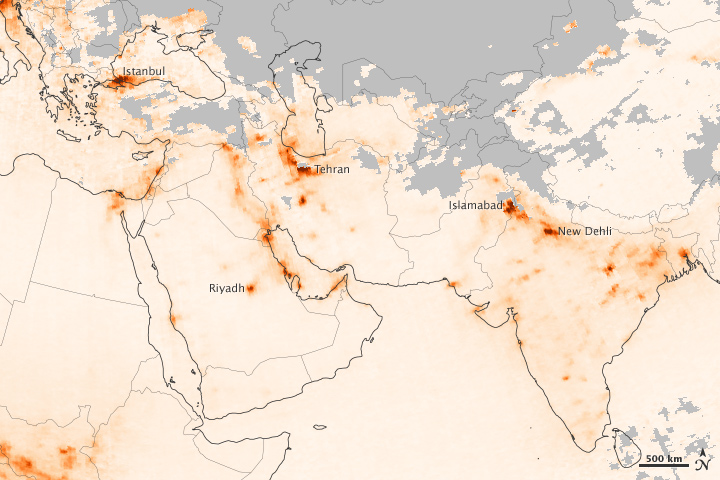 Istanbul
Tehran
Islamabad
New Dehli
Riyadh
500 km
N